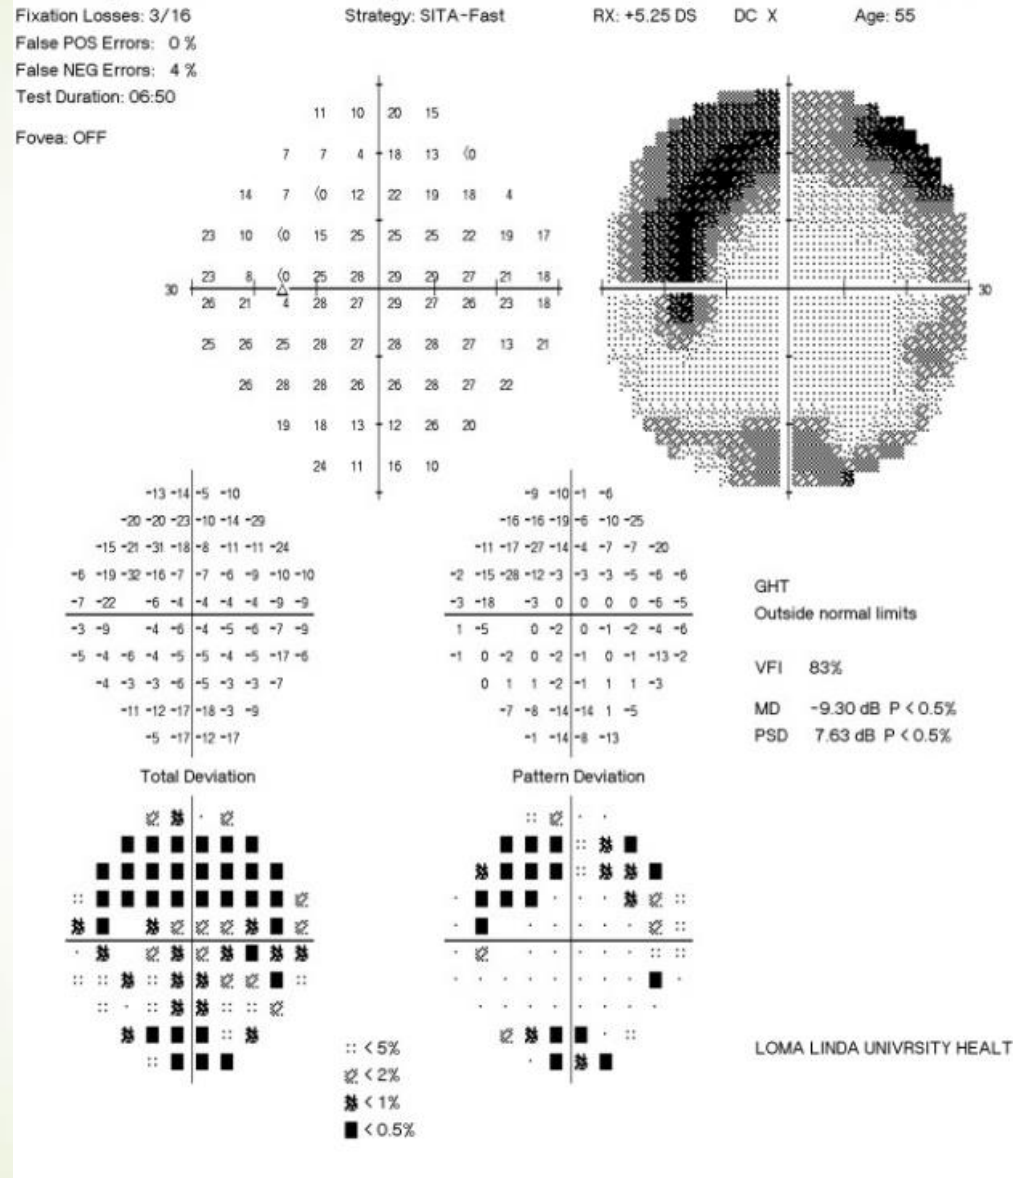 Fixation Losses: 3/16 Strategy: SITA-Fast RX: +5.25 DS DC X Age: 55
False POS Errors: 0 %
False NEG Errors: 4 %
Test Duration: 06:50
Fovea: OFF
11 10 20 15
7 7 4 18 13 (0
14 7 (0 12 22 19 18 4
23 10 (0 15 25 25 25 22 19 17
23 8 (0 25 28 29 29 27 21 18
30 30
26 21 4 28 27 29 27 26 23 18
25 26 25 28 27 28 28 27 13 21
26 28 28 26 26 28 27 22
19 18 13 12 26 20
24 11 16 10
-13 -14 -5 -10 -9 -10 -1 -6
-20 -20 -23 -10 -14 -29 -16 -16 -19 -6 -10 -25
-15 -21 -31 -18 -8 -11 -11 -24 -11 -17 -27 -14 -4 -7 -7 -20
-6 -19 -32 -16 -7 -7 -6 -9 -10 -10 -2 -15 -28 -12 -3 -3 -3 -5 -6 -6
GHT
-7 -22 -6 -4 -4 -4 -4 -9 -9 -3 -18 -3 0 0 0 0 -6 -5
Outside normal limits
-3 -9 -4 -6 -4 -5 -6 -7 -9 1 -5 0 -2 0 -1 -2 -4 -6
-5 -4 -6 -4 -5 -5 -4 -5 -17 -6 -1 0 -2 0 -2 -1 0 -1 -13 -2
VFI 83%
-4 -3 -3 -6 -5 -3 -3 -7 0 1 1 -2 -1 1 1 -3
-11 -12 -17 -18 -3 -9 -7 -8 -14 -14 1 -5
MD -9.30 dB P < 0.5%
-5 -17 -12 -17 -1 -14 -8 -13
PSD 7.63 dB P < 0.5%
Total Deviation Pattern Deviation
< 5%
< 2%
< 1%
< 0.5%
LOMA LINDA UNIVRSITY HEALT